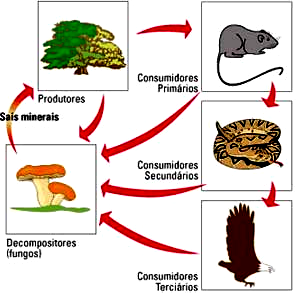 Produtores
Consumidores
Primários
Sais minerais
Consumidores
Secundários
Decompositores
(fungos)
Consumidores
Terciários